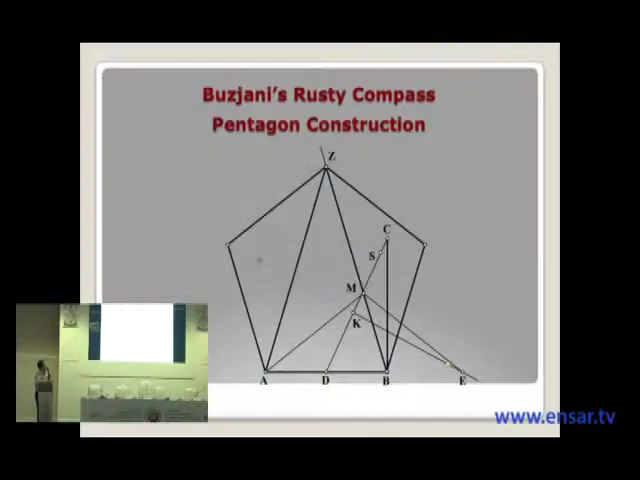 Buzjani's Rusty Compass
Pentagon Construction
Z
C
S
M
K
A D B E
www.ensar.tv